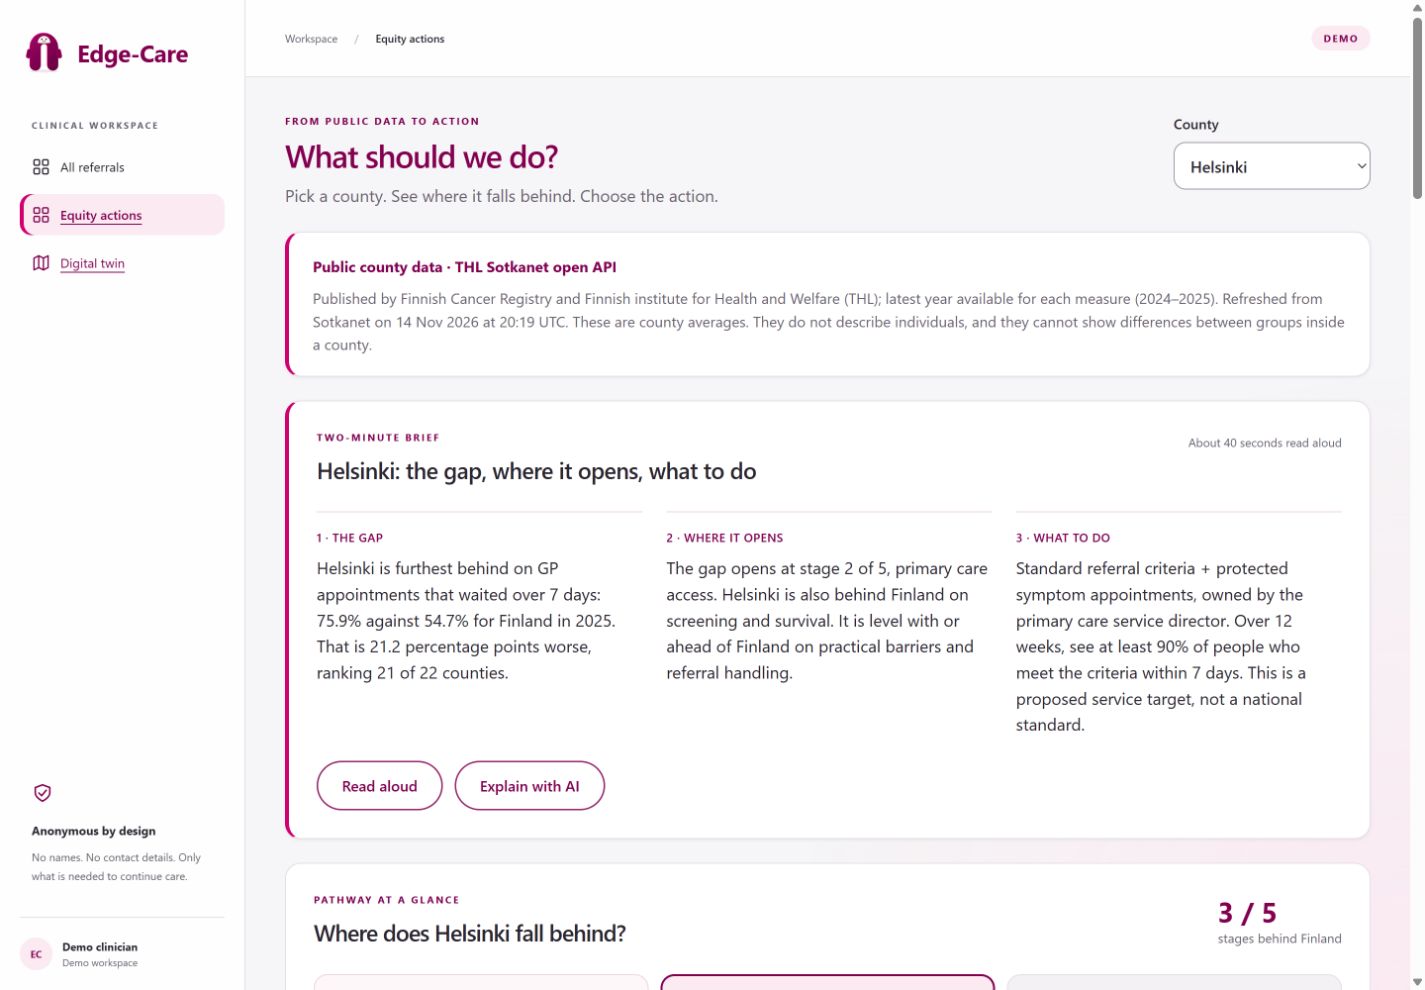 Edge-Care
CLINICAL WORKSPACE
All referrals
Equity actions
Digital twin
Anonymous by design
No names. No contact details. Only
what is needed to continue care.
EC
Demo clinician
Demo workspace
Workspace / Equity actions
DEMO
FROM PUBLIC DATA TO ACTION
What should we do?
Pick a county. See where it falls behind. Choose the action.
County
Helsinki
Public county data · THL Sotkanet open API
Published by Finnish Cancer Registry and Finnish institute for Health and Welfare (THL); latest year available for each measure (2024–2025). Refreshed from
Sotkanet on 14 Nov 2026 at 20:19 UTC. These are county averages. They do not describe individuals, and they cannot show differences between groups inside
a county.
TWO-MINUTE BRIEF
About 40 seconds read aloud
Helsinki: the gap, where it opens, what to do
1 · THE GAP
Helsinki is furthest behind on GP
appointments that waited over 7 days:
75.9% against 54.7% for Finland in 2025.
That is 21.2 percentage points worse,
ranking 21 of 22 counties.
2 · WHERE IT OPENS
The gap opens at stage 2 of 5, primary care
access. Helsinki is also behind Finland on
screening and survival. It is level with or
ahead of Finland on practical barriers and
referral handling.
3 · WHAT TO DO
Standard referral criteria + protected
symptom appointments, owned by the
primary care service director. Over 12
weeks, see at least 90% of people who
meet the criteria within 7 days. This is a
proposed service target, not a national
standard.
Read aloud
Explain with AI
PATHWAY AT A GLANCE
Where does Helsinki fall behind?
3 / 5
stages behind Finland